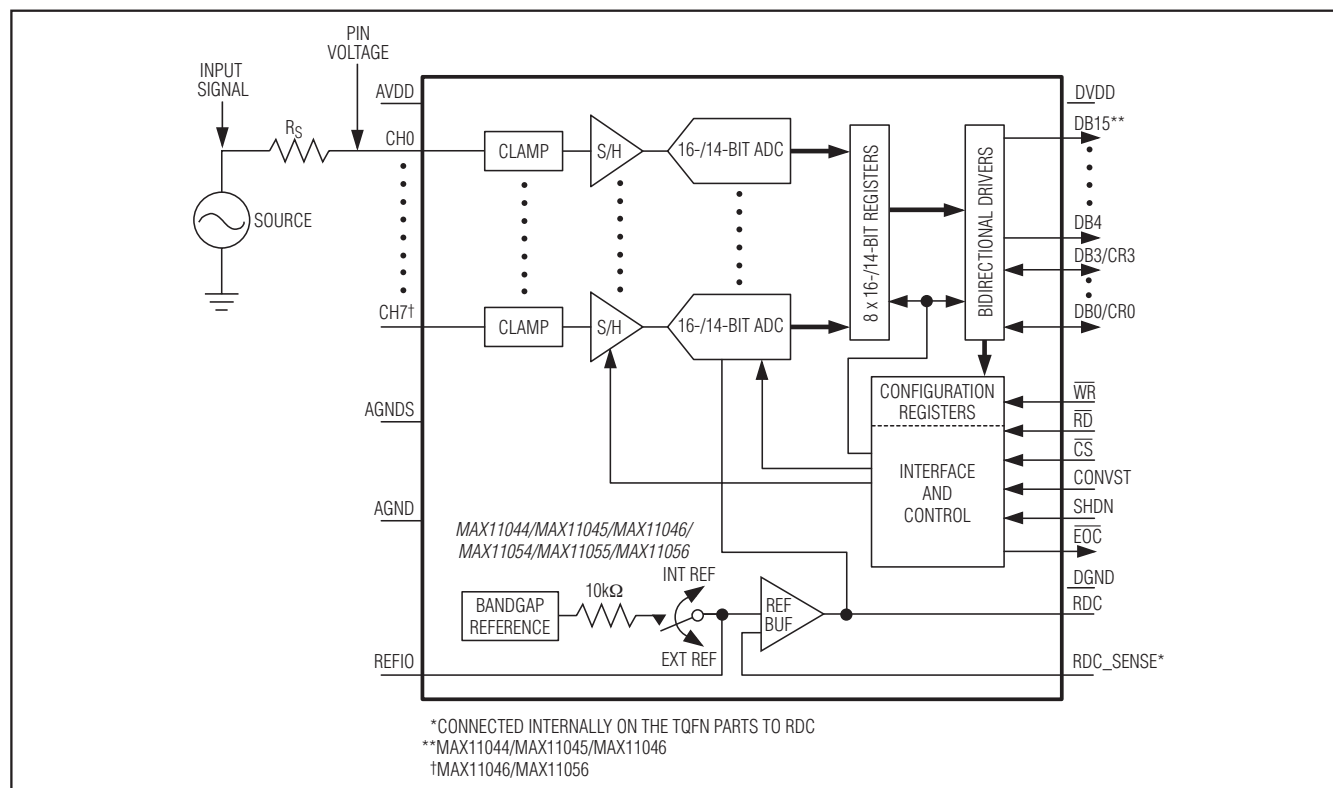 PIN
VOLTAGE
INPUT
SIGNAL
RS
SOURCE
AVDD
CH0
CH7†
AGNDS
AGND
REFIO
CLAMP
S/H
16-/14-BIT ADC
CLAMP
S/H
16-/14-BIT ADC
8 x 16-/14-BIT REGISTERS
BIDIRECTIONAL DRIVERS
CONFIGURATION
REGISTERS
INTERFACE
AND
CONTROL
MAX11044/MAX11045/MAX11046/
MAX11054/MAX11055/MAX11056
BANDGAP
REFERENCE
10kΩ
INT REF
EXT REF
REF
BUF
DVDD
DB15**
DB4
DB3/CR3
DB0/CR0
WR
RD
CS
CONVST
SHDN
EOC
DGND
RDC
RDC_SENSE*
*CONNECTED INTERNALLY ON THE TQFN PARTS TO RDC
**MAX11044/MAX11045/MAX11046
†MAX11046/MAX11056